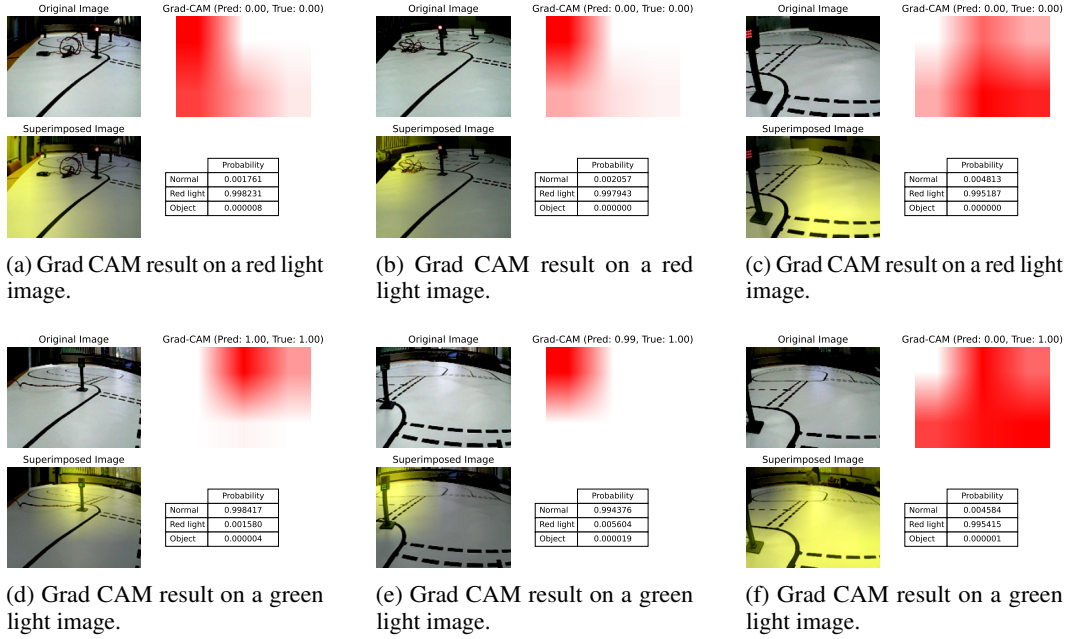 Original Image
Grad-CAM (Pred: 0.00, True: 0.00)
Superimposed Image
Probability
Normal 0.001761
Red light 0.998231
Object 0.000008
(a) Grad CAM result on a red light
image.
Original Image
Grad-CAM (Pred: 0.00, True: 0.00)
Superimposed Image
Probability
Normal 0.002057
Red light 0.997943
Object 0.000000
(b) Grad CAM result on a red
light image.
Original Image
Grad-CAM (Pred: 0.00, True: 0.00)
Superimposed Image
Probability
Normal 0.004813
Red light 0.995187
Object 0.000000
(c) Grad CAM result on a red light
image.
Original Image
Grad-CAM (Pred: 1.00, True: 1.00)
Superimposed Image
Probability
Normal 0.998417
Red light 0.001580
Object 0.000004
(d) Grad CAM result on a green
light image.
Original Image
Grad-CAM (Pred: 0.99, True: 1.00)
Superimposed Image
Probability
Normal 0.994376
Red light 0.005604
Object 0.000019
(e) Grad CAM result on a green
light image.
Original Image
Grad-CAM (Pred: 0.00, True: 1.00)
Superimposed Image
Probability
Normal 0.004584
Red light 0.995415
Object 0.000001
(f) Grad CAM result on a green
light image.